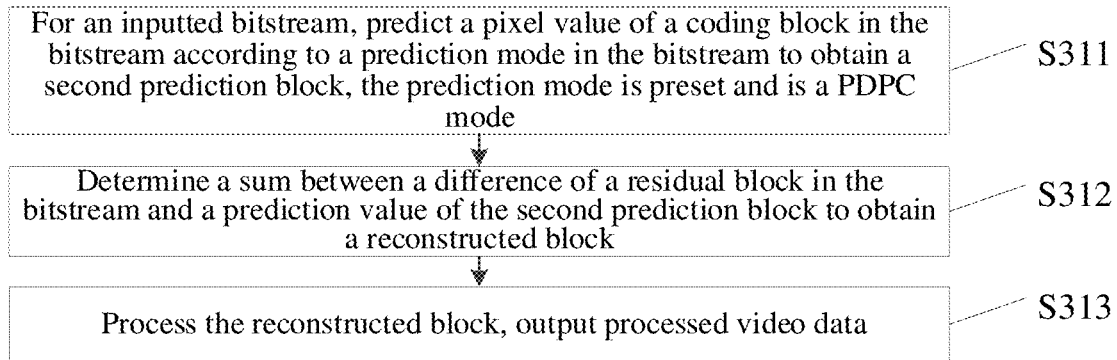 For an inputted bitstream, predict a pixel value of a coding block in the
bitstream according to a prediction mode in the bitstream to obtain a
second prediction block, the prediction mode is preset and is a PDPC
mode
S311
Determine a sum between a difference of a residual block in the
bitstream and a prediction value of the second prediction block to obtain
a reconstructed block
S312
Process the reconstructed block, output processed video data
S313